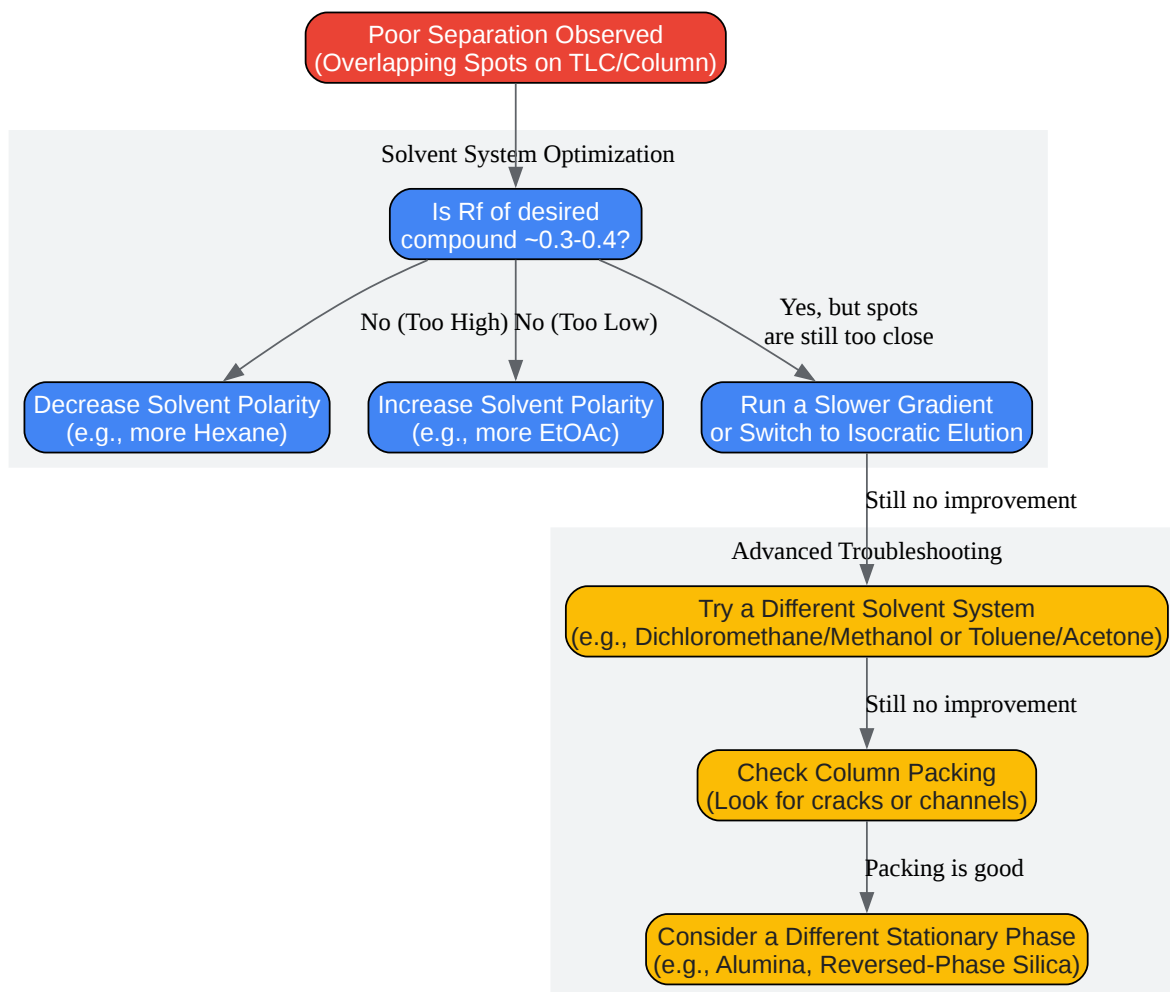 Poor Separation Observed
(Overlapping Spots on TLC/Column)
Solvent System Optimization
Is Rf of desired
compound ~0.3-0.4?
No (Too High)
No (Too Low)
Yes, but spots
are still too close
Decrease Solvent Polarity
(e.g., more Hexane)
Increase Solvent Polarity
(e.g., more EtOAc)
Run a Slower Gradient
or Switch to Isocratic Elution
Still no improvement
Advanced Troubleshooting
Try a Different Solvent System
(e.g., Dichloromethane/Methanol or Toluene/Acetone)
Still no improvement
Check Column Packing
(Look for cracks or channels)
Packing is good
Consider a Different Stationary Phase
(e.g., Alumina, Reversed-Phase Silica)